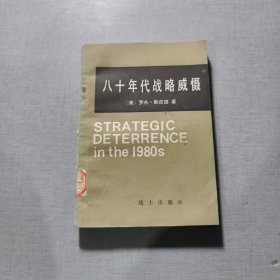 八十年代战略威慑
〔美〕罗杰·斯皮德 著
STRATEGIC
DETERRENCE
in the 1980s
战士出版社